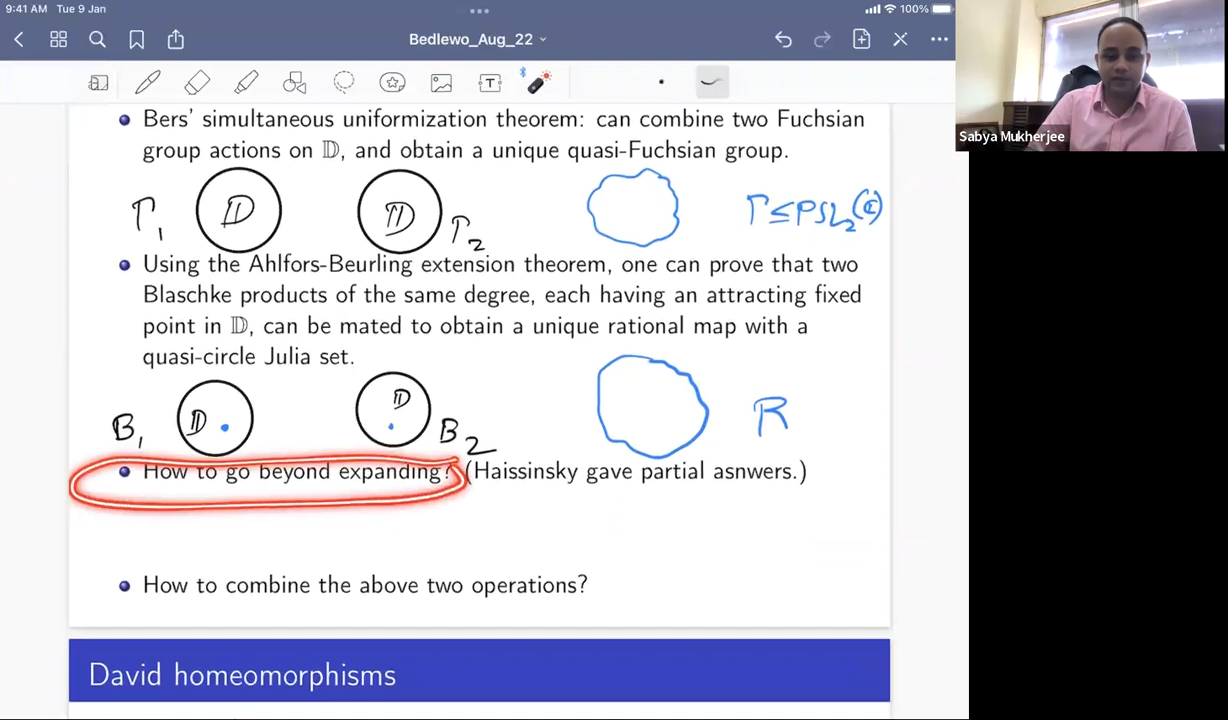 9:41 AM Tue 9 Jan
100%
Bedlewo_Aug_22
Sabya Mukherjee
Bers' simultaneous uniformization theorem: can combine two Fuchsian
group actions on 𝔻, and obtain a unique quasi-Fuchsian group.
Γ₁ 𝔻 𝔻 Γ₂ Γ ≤ PSL₂(ℂ)
Using the Ahlfors-Beurling extension theorem, one can prove that two
Blaschke products of the same degree, each having an attracting fixed
point in 𝔻, can be mated to obtain a unique rational map with a
quasi-circle Julia set.
B₁ 𝔻 𝔻 B₂ R
How to go beyond expanding? (Haissinsky gave partial asnwers.)
How to combine the above two operations?
David homeomorphisms